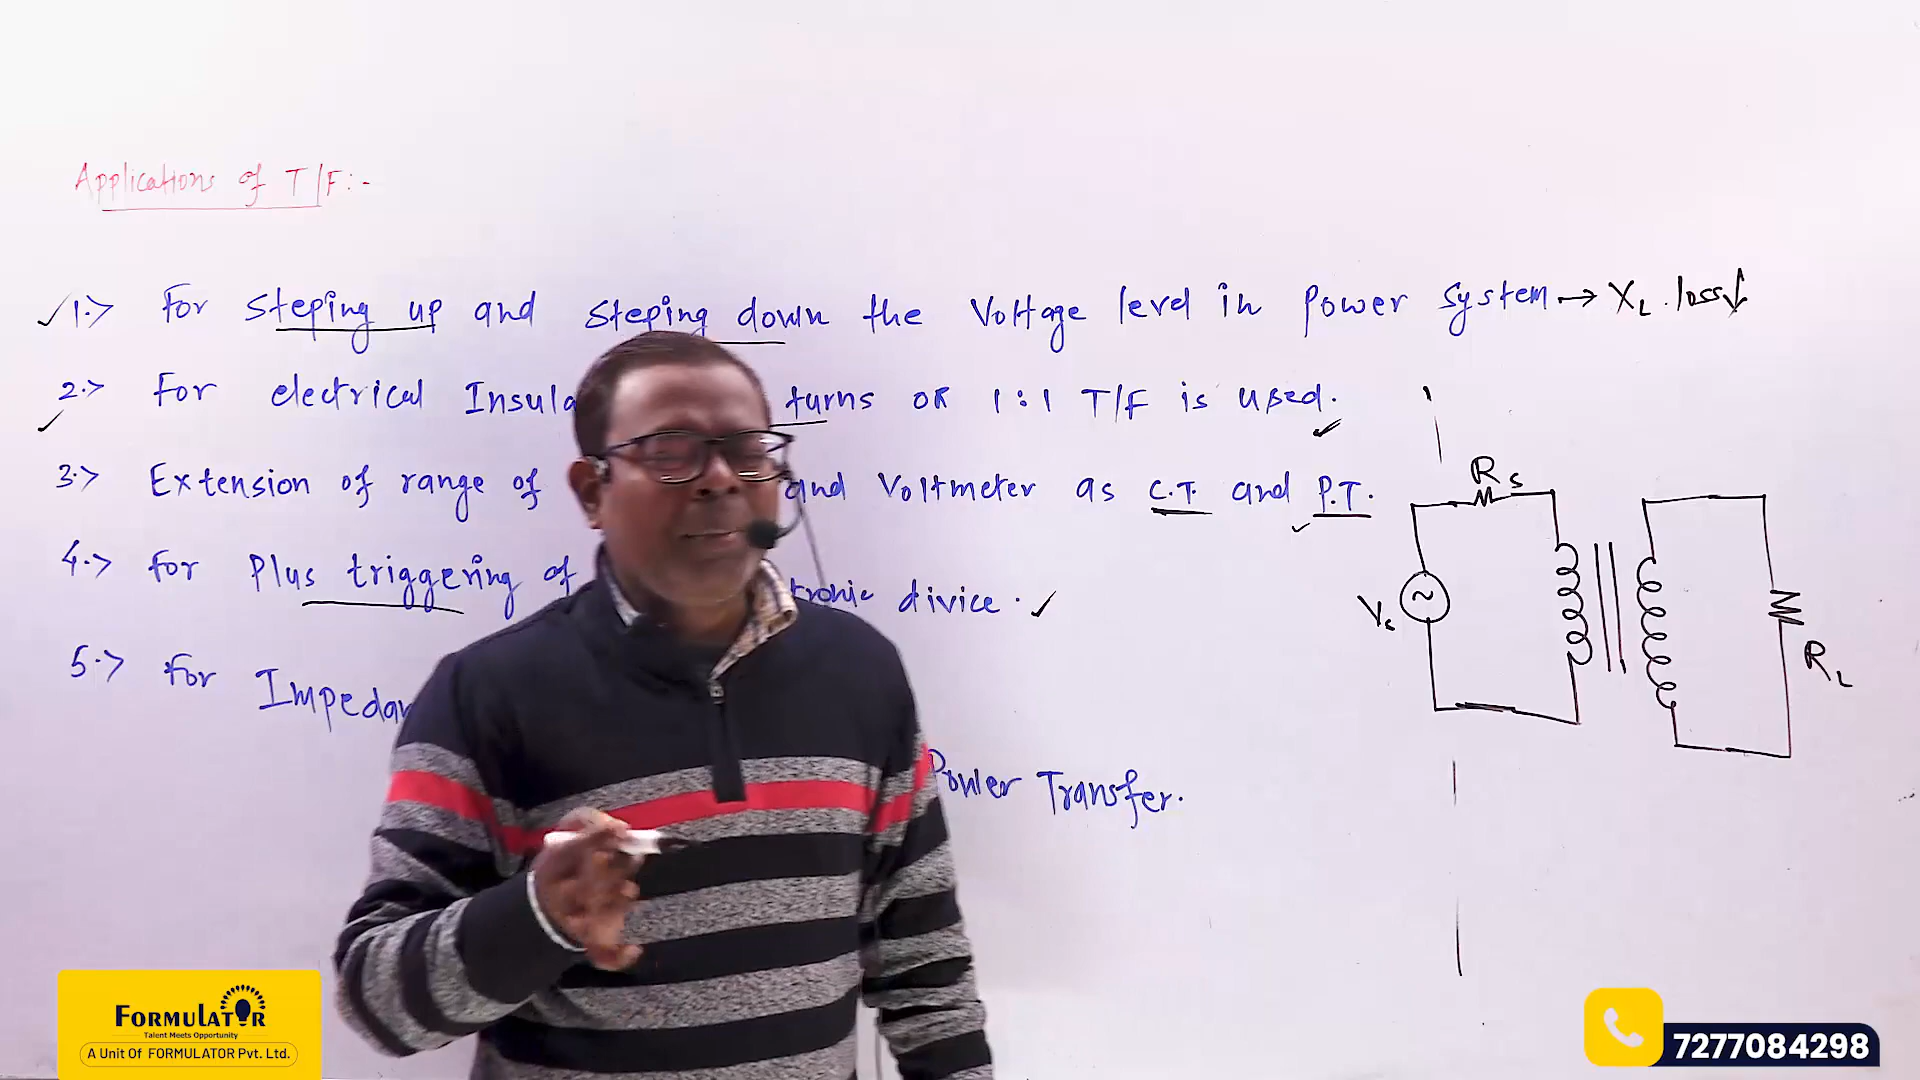 Applications of T/F:-
1.> For Steping up and Steping down the Voltage level in Power System → XL loss↓
2.> For electrical turns OR 1:1 T/F is used.
3.> Extension of range of and Voltmeter as C.T. and P.T.
4.> For Plus triggering of divice.
5.> For
Power Transfer.
RS
Vs
~
RL
FORMULATOR
Talent Meets Opportunity
A Unit Of FORMULATOR Pvt. Ltd.
7277084298